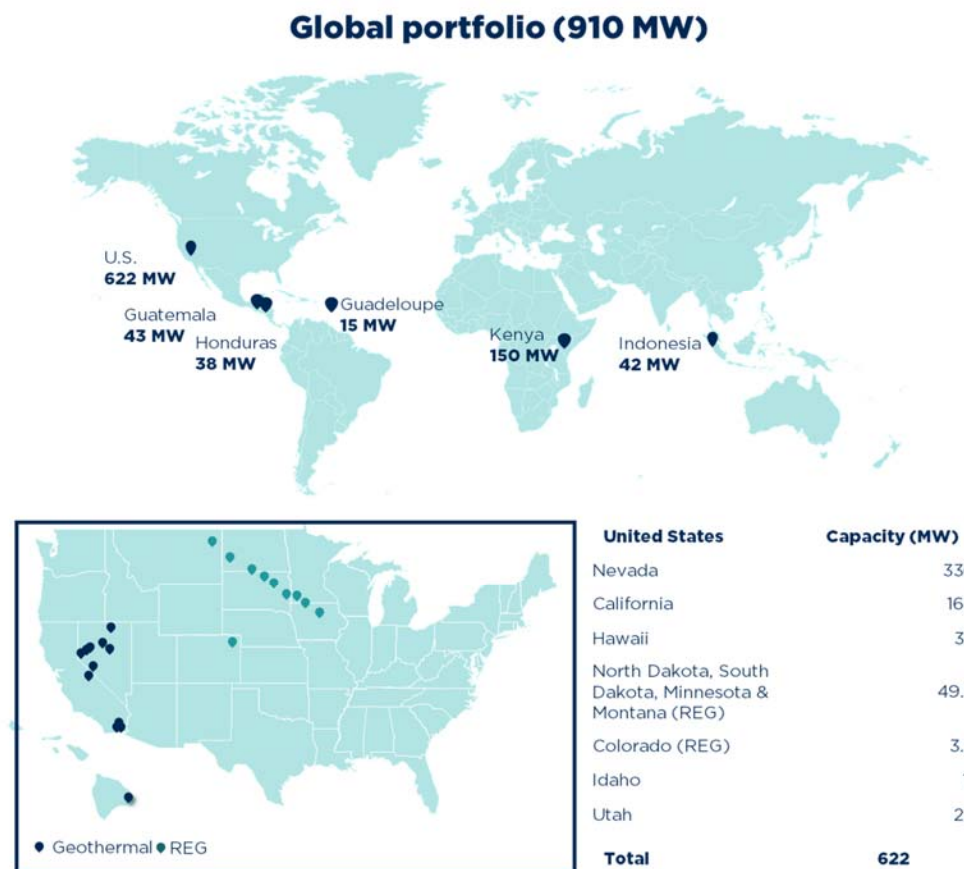 Global portfolio (910 MW)
U.S.
622 MW
Guatemala
43 MW
Honduras
38 MW
Guadeloupe
15 MW
Kenya
150 MW
Indonesia
42 MW
United States Capacity (MW)
Nevada 33
California 16
Hawaii 3
North Dakota, South
Dakota, Minnesota & 49.
Montana (REG)
Colorado (REG) 3.
Idaho
Utah 2
Total 622
Geothermal REG